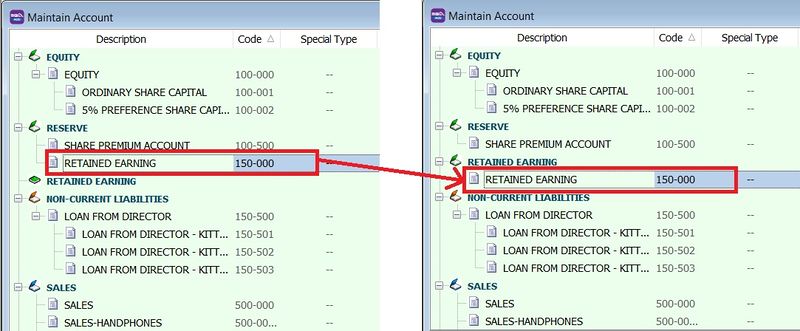 Maintain Account
Description Code Special Type
EQUITY
EQUITY 100-000 --
ORDINARY SHARE CAPITAL 100-001 --
5% PREFERENCE SHARE CAPI... 100-002 --
RESERVE
SHARE PREMIUM ACCOUNT 100-500 --
RETAINED EARNING 150-000 --
RETAINED EARNING
NON-CURRENT LIABILITIES
LOAN FROM DIRECTOR 150-500 --
LOAN FROM DIRECTOR - KITT... 150-501 --
LOAN FROM DIRECTOR - KITT... 150-502 --
LOAN FROM DIRECTOR - KITT... 150-503 --
SALES
SALES 500-000 --
SALES-HANDPHONES 500-00... --
Maintain Account
Description Code Special Type
EQUITY
EQUITY 100-000 --
ORDINARY SHARE CAPITAL 100-001 --
5% PREFERENCE SHARE CAPI... 100-002 --
RESERVE
SHARE PREMIUM ACCOUNT 100-500 --
RETAINED EARNING
RETAINED EARNING 150-000 --
NON-CURRENT LIABILITIES
LOAN FROM DIRECTOR 150-500 --
LOAN FROM DIRECTOR - KITT... 150-501 --
LOAN FROM DIRECTOR - KITT... 150-502 --
LOAN FROM DIRECTOR - KITT... 150-503 --
SALES
SALES 500-000 --
SALES-HANDPHONES 500-00... --